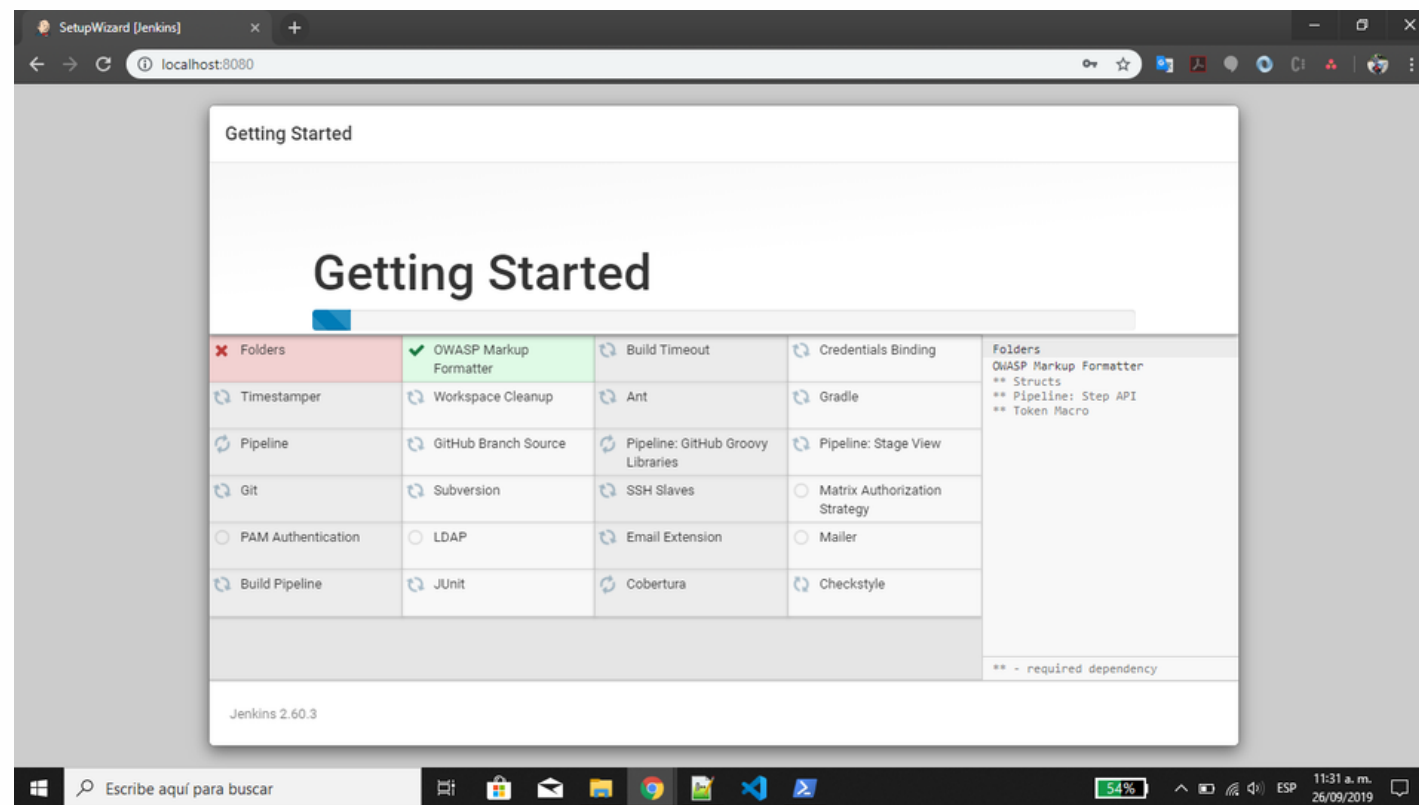 SetupWizard [Jenkins]
localhost:8080
Getting Started
Getting Started
Folders
OWASP Markup
Formatter
Build Timeout
Credentials Binding
Timestamper
Workspace Cleanup
Ant
Gradle
Pipeline
GitHub Branch Source
Pipeline: GitHub Groovy
Libraries
Pipeline: Stage View
Git
Subversion
SSH Slaves
Matrix Authorization
Strategy
PAM Authentication
LDAP
Email Extension
Mailer
Build Pipeline
JUnit
Cobertura
Checkstyle
Folders
OWASP Markup Formatter
** Structs
** Pipeline: Step API
** Token Macro
** - required dependency
Jenkins 2.60.3
Escribe aquí para buscar
54%
ESP
11:31 a. m.
26/09/2019